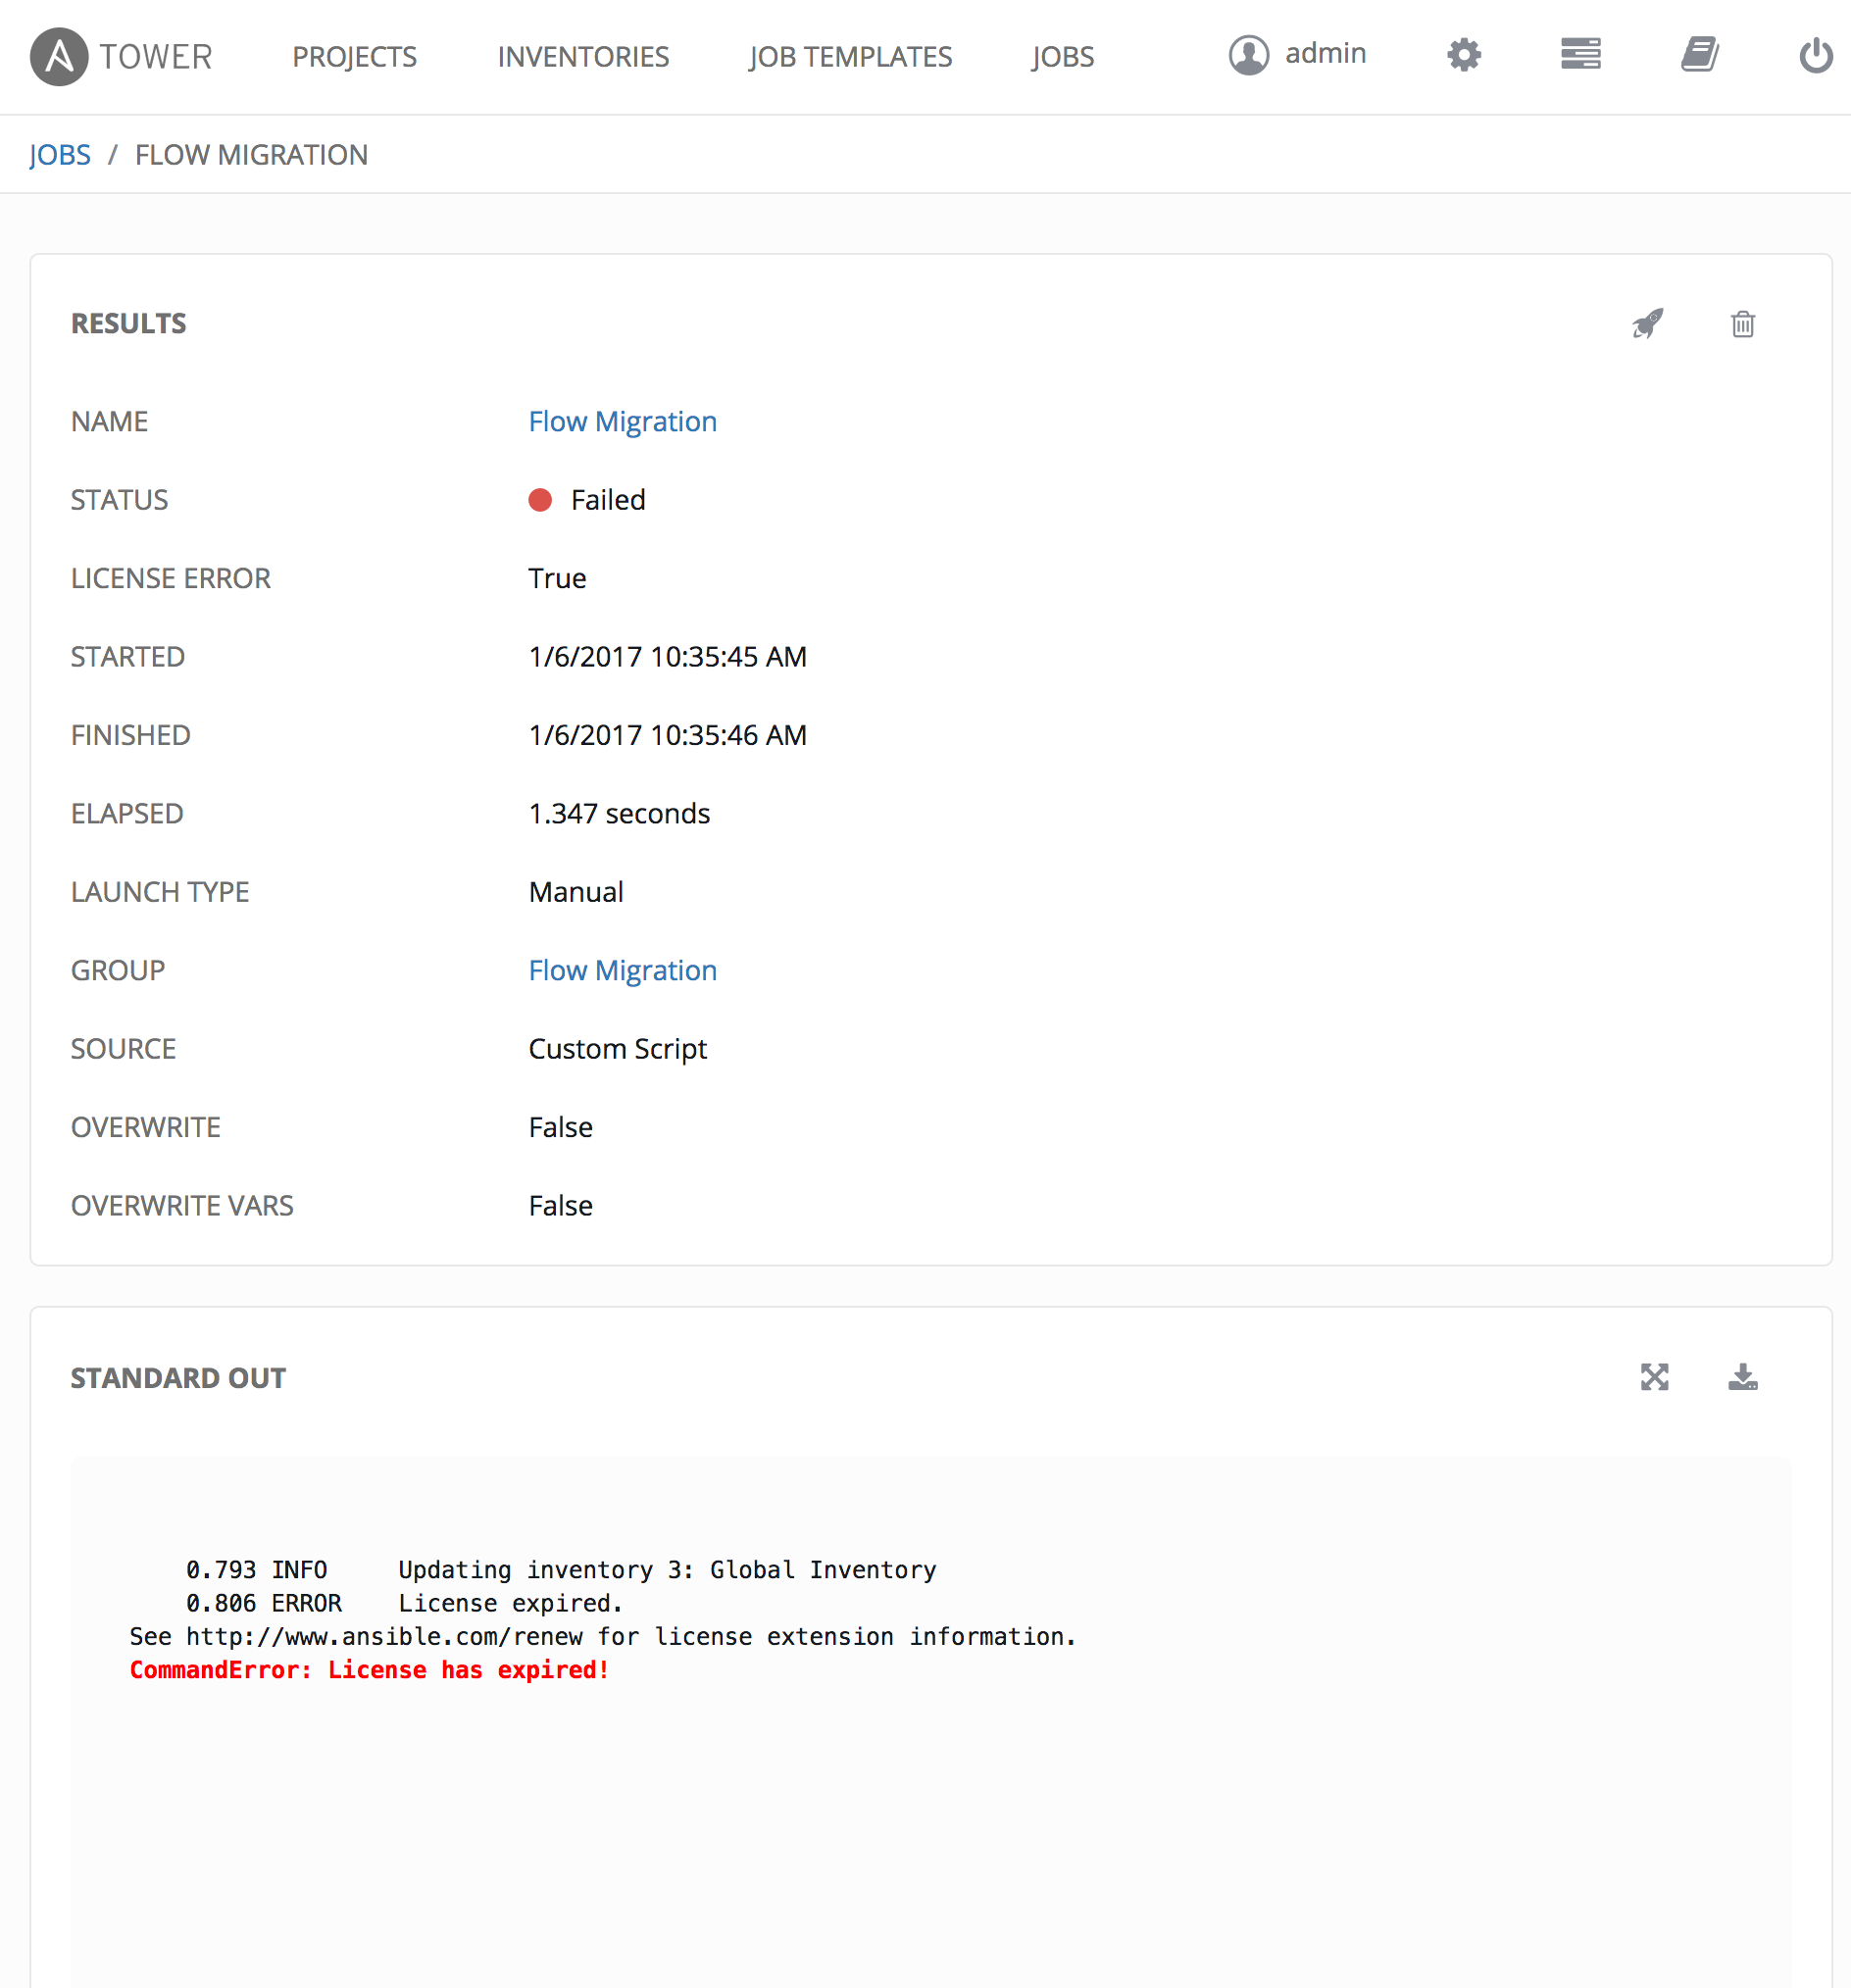 TOWER PROJECTS INVENTORIES JOB TEMPLATES JOBS admin
JOBS / FLOW MIGRATION
RESULTS
NAME Flow Migration
STATUS Failed
LICENSE ERROR True
STARTED 1/6/2017 10:35:45 AM
FINISHED 1/6/2017 10:35:46 AM
ELAPSED 1.347 seconds
LAUNCH TYPE Manual
GROUP Flow Migration
SOURCE Custom Script
OVERWRITE False
OVERWRITE VARS False
STANDARD OUT
0.793 INFO Updating inventory 3: Global Inventory
0.806 ERROR License expired.
See http://www.ansible.com/renew for license extension information.
CommandError: License has expired!